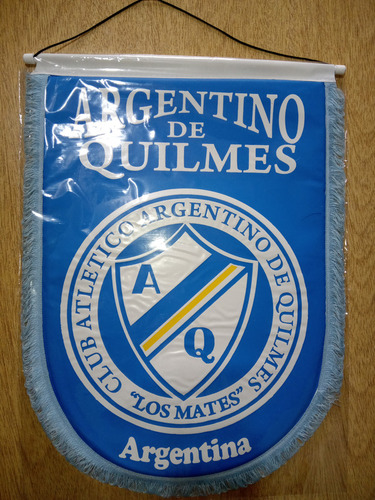 ARGENTINO
DE
QUILMES
CLUB ATLETICO ARGENTINO DE QUILMES
A
Q
"LOS MATES"
Argentina